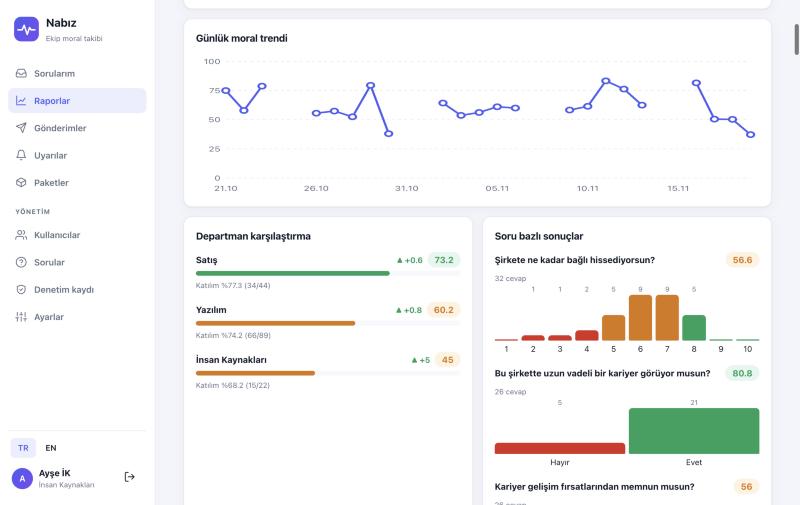 Nabız
Ekip moral takibi
Sorularım
Raporlar
Gönderimler
Uyarılar
Paketler
YÖNETİM
Kullanıcılar
Sorular
Denetim kaydı
Ayarlar
TR EN
A
Ayşe İK
İnsan Kaynakları
Günlük moral trendi
100
75
50
25
0
21.10 26.10 31.10 05.11 10.11 15.11
Departman karşılaştırma
Satış ▲ +0.6 73.2
Katılım %77.3 (34/44)
Yazılım ▲ +0.8 60.2
Katılım %74.2 (66/89)
İnsan Kaynakları ▲ +5 45
Katılım %68.2 (15/22)
Soru bazlı sonuçlar
Şirkete ne kadar bağlı hissediyorsun? 56.6
32 cevap
1 1 2 5 9 9 5
1 2 3 4 5 6 7 8 9 10
Bu şirkette uzun vadeli bir kariyer görüyor musun? 80.8
26 cevap
5 21
Hayır Evet
Kariyer gelişim fırsatlarından memnun musun? 56